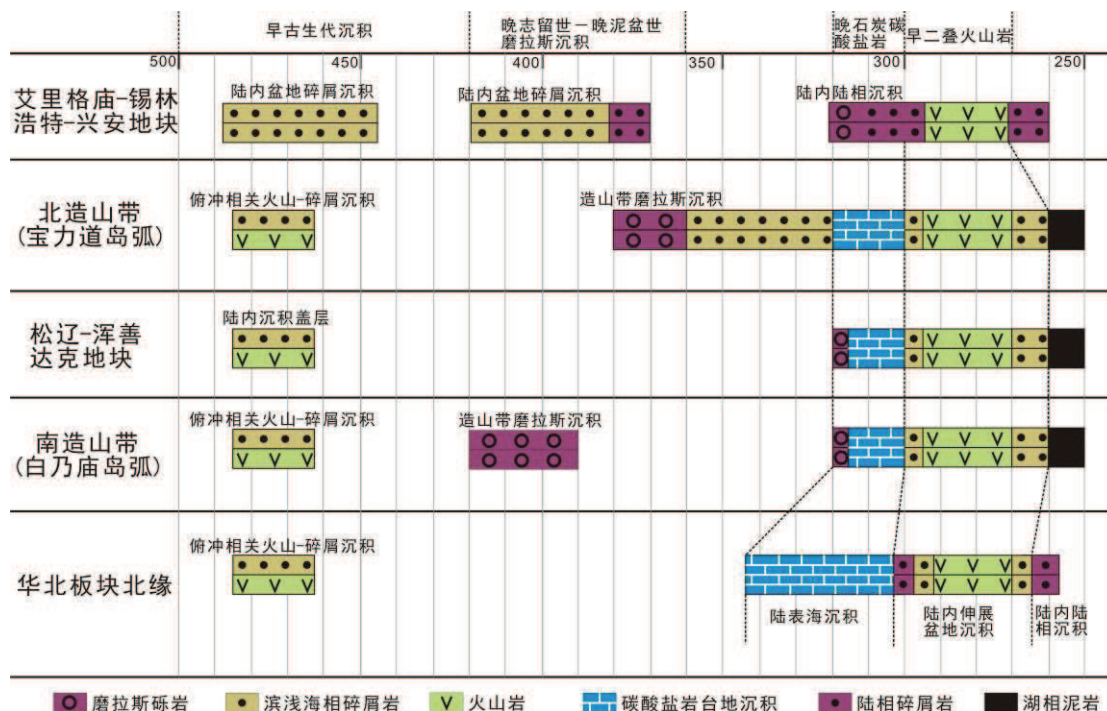 早古生代沉积
晚志留世－晚泥盆世
磨拉斯沉积
晚石炭碳
酸盐岩
早二叠火山岩
500
450
400
350
300
250
艾里格庙-锡林
浩特-兴安地块
陆内盆地碎屑沉积
陆内盆地碎屑沉积
陆内陆相沉积
北造山带
(宝力道岛弧)
俯冲相关火山-碎屑沉积
造山带磨拉斯沉积
松辽-浑善
达克地块
陆内沉积盖层
南造山带
(白乃庙岛弧)
俯冲相关火山-碎屑沉积
造山带磨拉斯沉积
华北板块北缘
俯冲相关火山-碎屑沉积
陆表海沉积
陆内伸展
盆地沉积
陆内陆
相沉积
磨拉斯砾岩
滨浅海相碎屑岩
火山岩
碳酸盐岩台地沉积
陆相碎屑岩
湖相泥岩